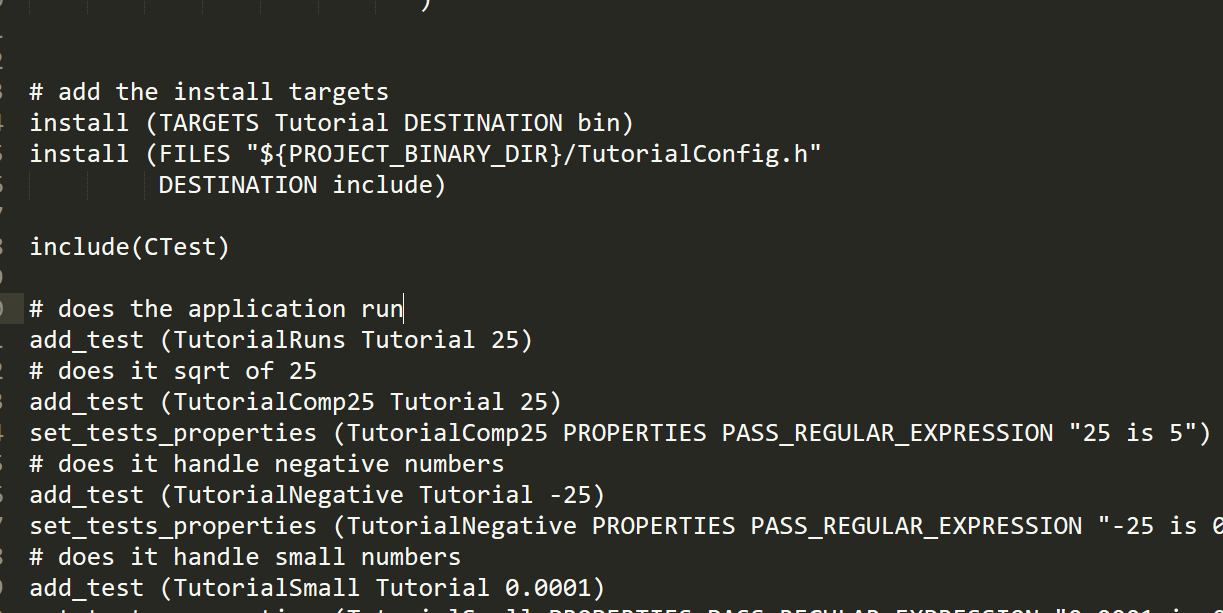 )
# add the install targets
install (TARGETS Tutorial DESTINATION bin)
install (FILES "${PROJECT_BINARY_DIR}/TutorialConfig.h"
DESTINATION include)
include(CTest)
# does the application run
add_test (TutorialRuns Tutorial 25)
# does it sqrt of 25
add_test (TutorialComp25 Tutorial 25)
set_tests_properties (TutorialComp25 PROPERTIES PASS_REGULAR_EXPRESSION "25 is 5")
# does it handle negative numbers
add_test (TutorialNegative Tutorial -25)
set_tests_properties (TutorialNegative PROPERTIES PASS_REGULAR_EXPRESSION "-25 is 0
# does it handle small numbers
add_test (TutorialSmall Tutorial 0.0001)